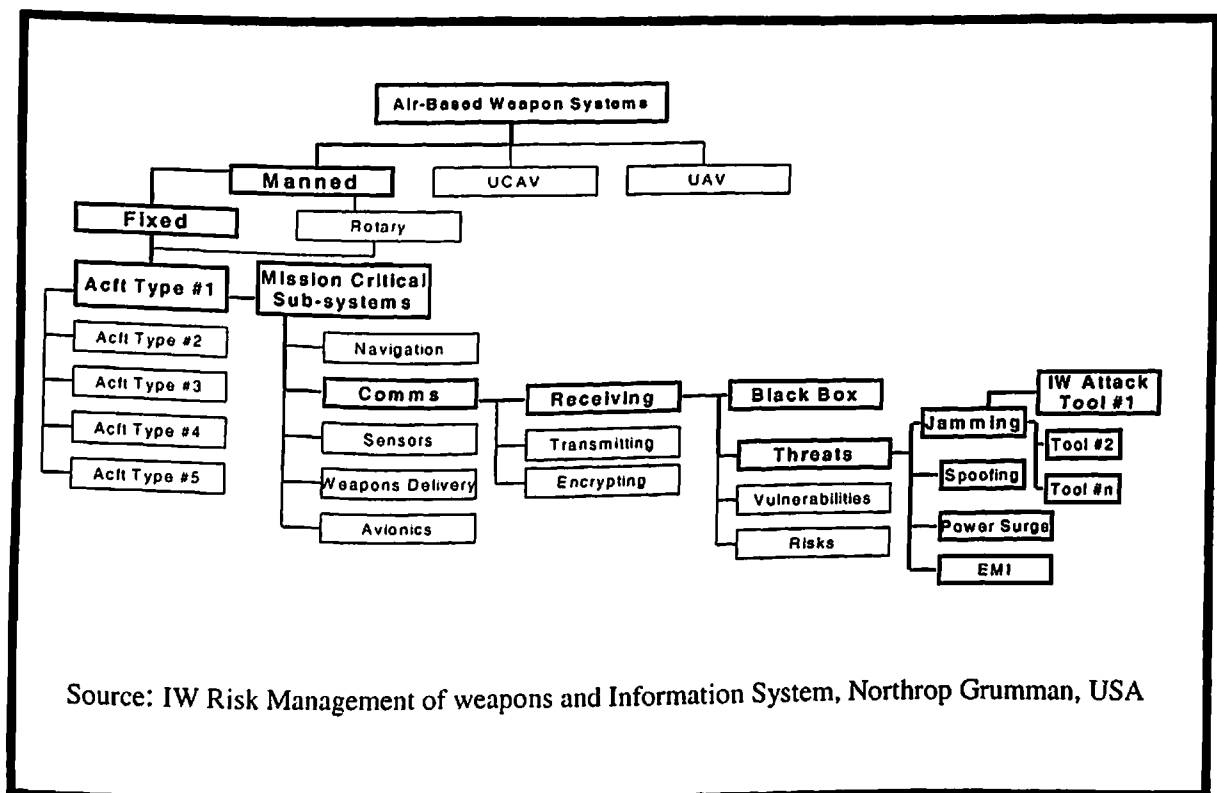 Air-Based Weapon Systems
Manned
UCAV
UAV
Fixed
Rotary
Acft Type #1
Mission Critical
Sub-systems
Acft Type #2
Acft Type #3
Acft Type #4
Acft Type #5
Navigation
Comms
Sensors
Weapons Delivery
Avionics
Receiving
Transmitting
Encrypting
Black Box
Threats
Vulnerabilities
Risks
Jamming
Spoofing
Power Surge
EMI
IW Attack
Tool #1
Tool #2
Tool #n
Source: IW Risk Management of weapons and Information System, Northrop Grumman, USA